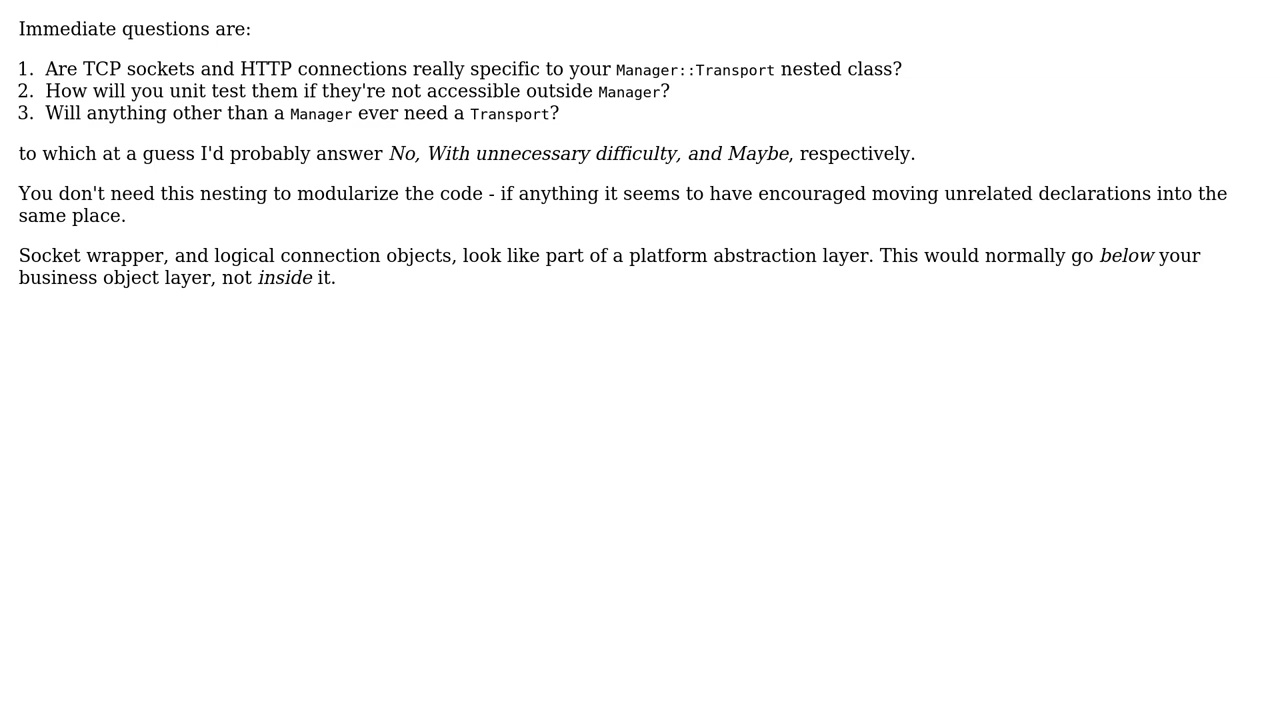 Immediate questions are:
1. Are TCP sockets and HTTP connections really specific to your Manager::Transport nested class?
2. How will you unit test them if they're not accessible outside Manager?
3. Will anything other than a Manager ever need a Transport?
to which at a guess I'd probably answer No, With unnecessary difficulty, and Maybe, respectively.
You don't need this nesting to modularize the code - if anything it seems to have encouraged moving unrelated declarations into the
same place.
Socket wrapper, and logical connection objects, look like part of a platform abstraction layer. This would normally go below your
business object layer, not inside it.